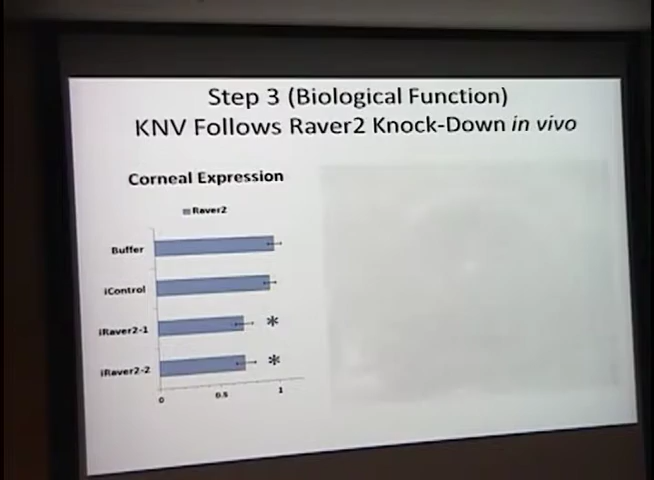 Step 3 (Biological Function)
KNV Follows Raver2 Knock-Down in vivo
Corneal Expression
Raver2
Buffer
iControl
iRaver2-1
*
iRaver2-2
*
0
0.5
1